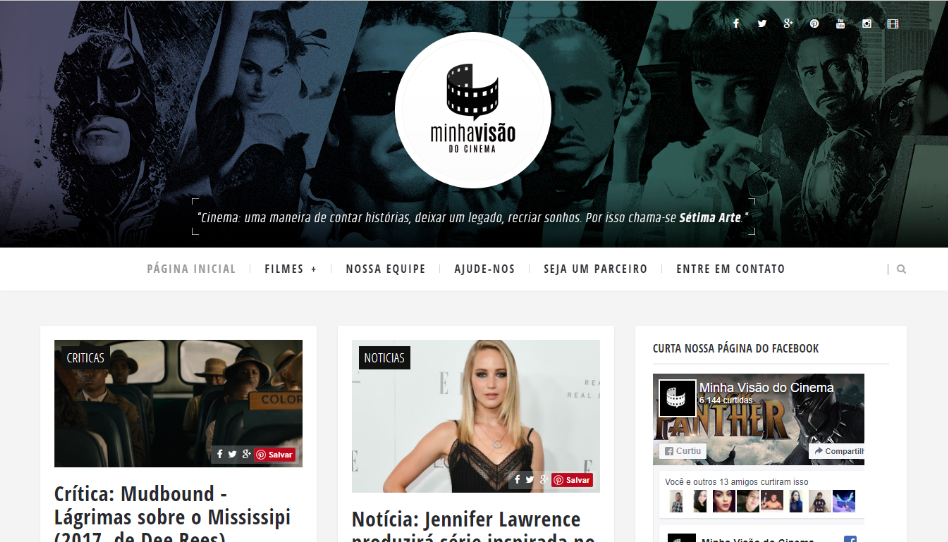 minhavisão
DO CINEMA
"Cinema: uma maneira de contar histórias, deixar um legado, recriar sonhos. Por isso chama-se Sétima Arte."
PÁGINA INICIAL
FILMES +
NOSSA EQUIPE
AJUDE-NOS
SEJA UM PARCEIRO
ENTRE EM CONTATO
CRITICAS
COLOR
Salvar
Crítica: Mudbound -
Lágrimas sobre o Mississipi
(2017, de Dee Rees)
NOTICIAS
Salvar
Notícia: Jennifer Lawrence
produzirá série inspirada no
CURTA NOSSA PÁGINA DO FACEBOOK
Minha Visão do Cinema
6.144 curtidas
PANTHER
Curtiu
Compartilh
Você e outros 13 amigos curtiram isso
Minha Visão do Cinema